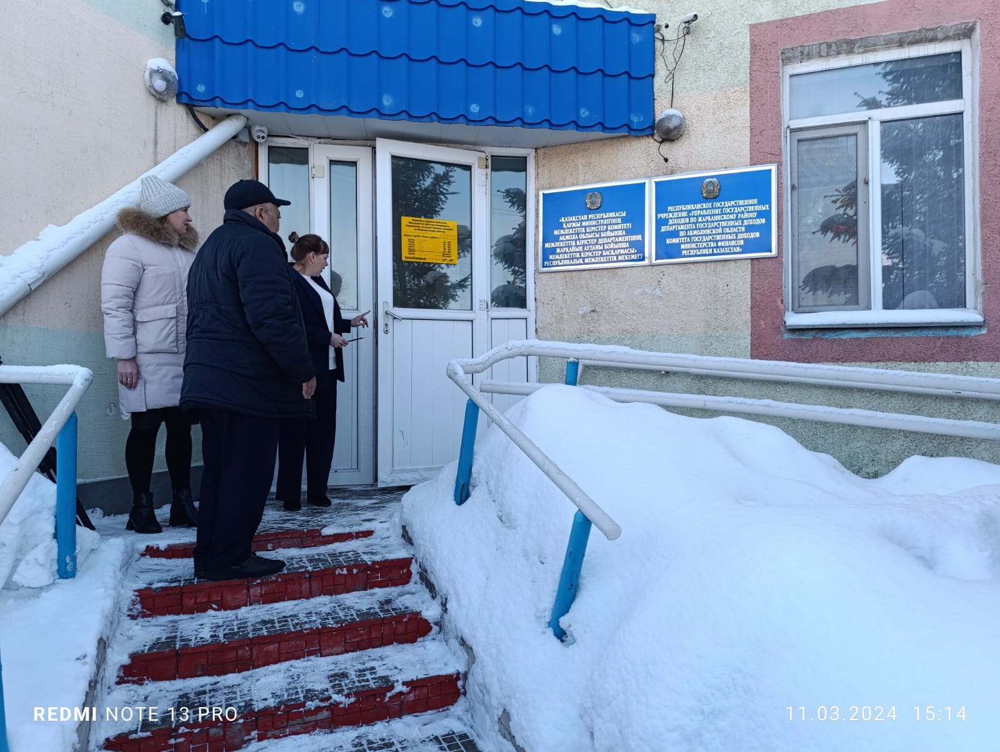 «ҚАЗАҚСТАН РЕСПУБЛИКАСЫ
ҚАРЖЫ МИНИСТРЛІГІНІҢ
МЕМЛЕКЕТТІК КІРІСТЕР КОМИТЕТІ
АҚМОЛА ОБЛЫСЫ БОЙЫНША
МЕМЛЕКЕТТІК КІРІСТЕР ДЕПАРТАМЕНТІНІҢ
ЖАРҚАЙЫҢ АУДАНЫ БОЙЫНША
МЕМЛЕКЕТТІК КІРІСТЕР БАСҚАРМАСЫ»
РЕСПУБЛИКАЛЫҚ МЕМЛЕКЕТТІК МЕКЕМЕСІ
РЕСПУБЛИКАНСКОЕ ГОСУДАРСТВЕННОЕ
УЧРЕЖДЕНИЕ «УПРАВЛЕНИЕ ГОСУДАРСТВЕННЫХ
ДОХОДОВ ПО ЖАРКАИНСКОМУ РАЙОНУ
ДЕПАРТАМЕНТА ГОСУДАРСТВЕННЫХ ДОХОДОВ
ПО АКМОЛИНСКОЙ ОБЛАСТИ
КОМИТЕТА ГОСУДАРСТВЕННЫХ ДОХОДОВ
МИНИСТЕРСТВА ФИНАНСОВ
РЕСПУБЛИКИ КАЗАХСТАН»
REDMI NOTE 13 PRO
11.03.2024 15:14